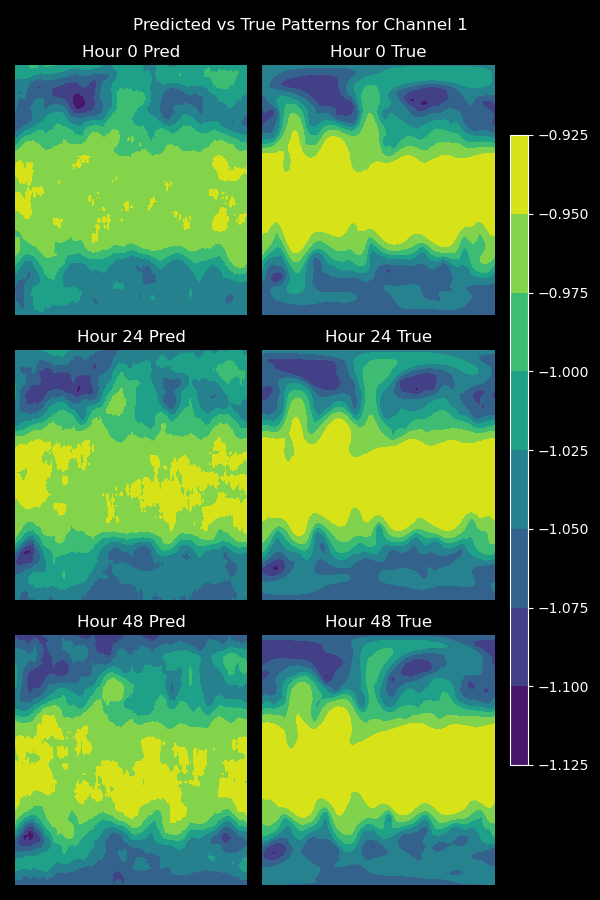 Predicted vs True Patterns for Channel 1
Hour 0 Pred
Hour 0 True
−0.925
−0.950
−0.975
−1.000
−1.025
−1.050
−1.075
−1.100
−1.125
Hour 24 Pred
Hour 24 True
Hour 48 Pred
Hour 48 True